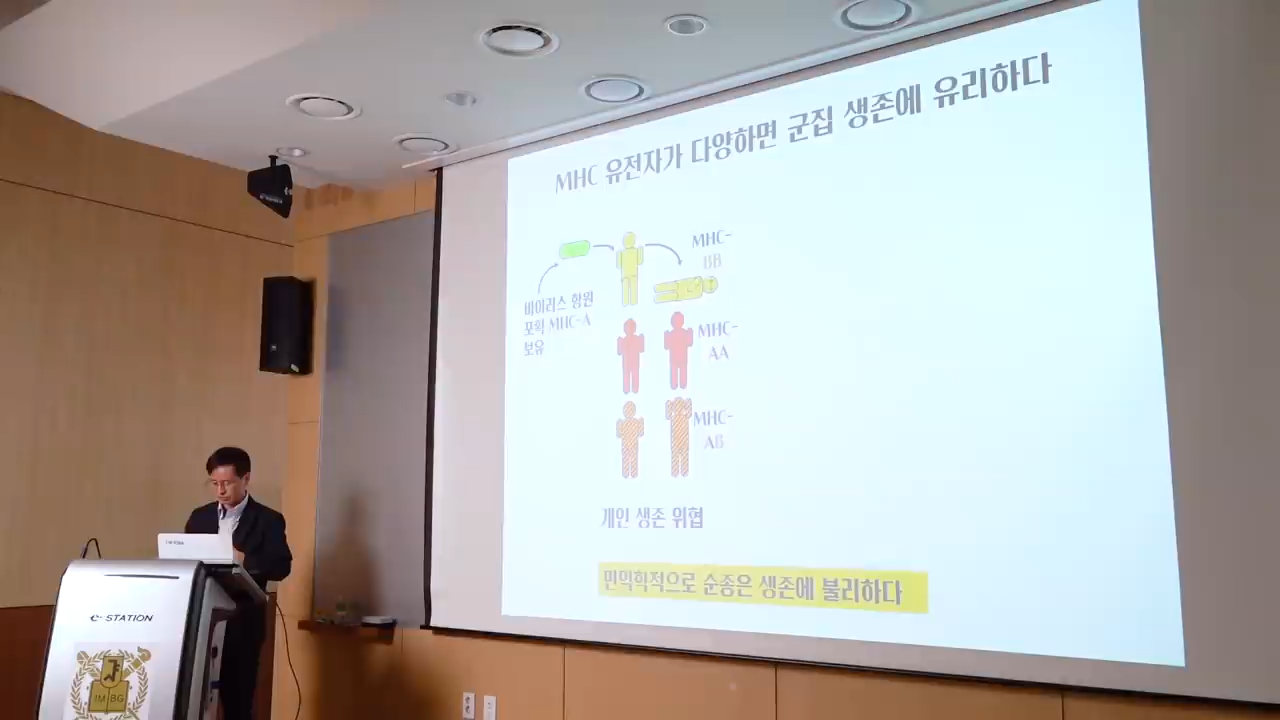 MHC 유전자가 다양하면 군집 생존에 유리하다
MHC-
BB
바이러스 항원
포획 MHC-A
보유
MHC-
AA
MHC-
AB
개인 생존 위협
면역학적으로 순종은 생존에 불리하다
e-STATION
IM BG